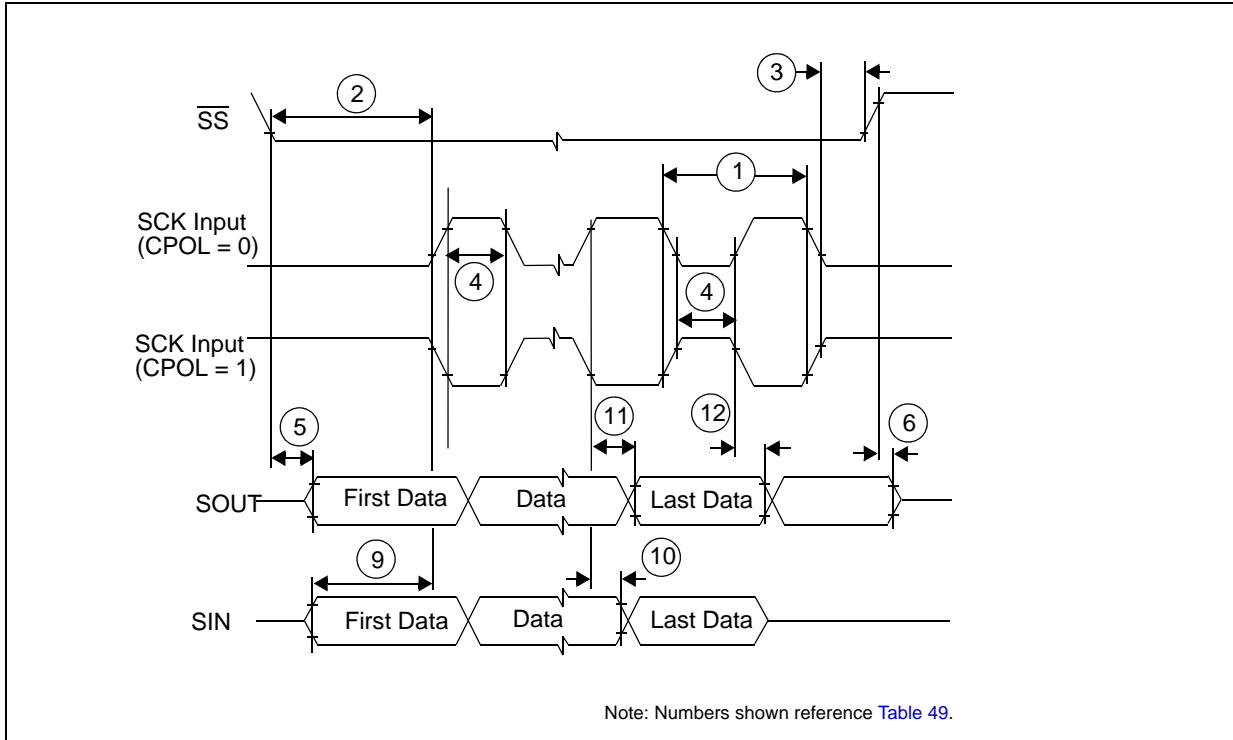 3
2
SS
1
SCK Input
(CPOL = 0)
4
4
SCK Input
(CPOL = 1)
11
12
5
6
First Data
Data
Last Data
SOUT
9
10
First Data
Data
Last Data
SIN
Note: Numbers shown reference Table 49.